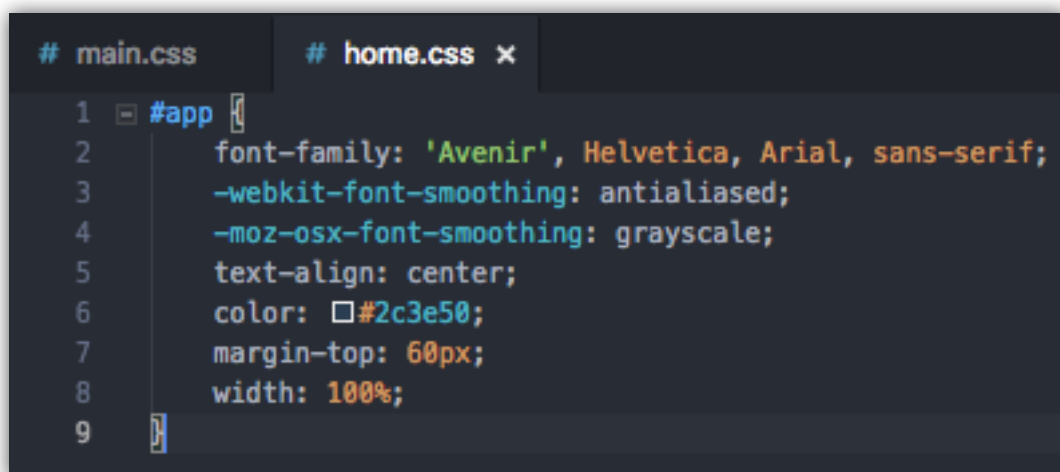 # main.css # home.css ×
1 #app {
2 font-family: 'Avenir', Helvetica, Arial, sans-serif;
3 -webkit-font-smoothing: antialiased;
4 -moz-osx-font-smoothing: grayscale;
5 text-align: center;
6 color: #2c3e50;
7 margin-top: 60px;
8 width: 100%;
9 }